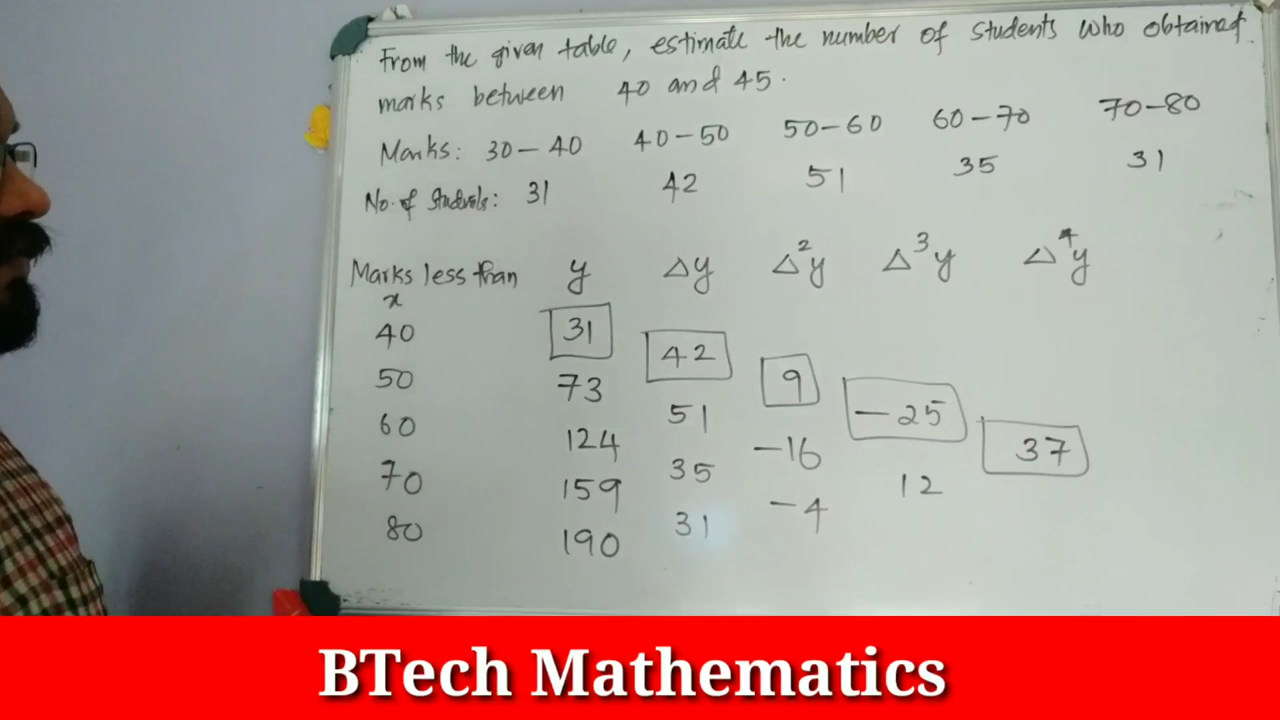 From the given table, estimate the number of students who obtained
marks between 40 and 45.
Marks: 30-40 40-50 50-60 60-70 70-80
No. of Students: 31 42 51 35 31
Marks less than y Δy Δ²y Δ³y Δ⁴y
x
40 31
42
50 73 9
51 -25
60 124 -16 37
35 12
70 159 -4
31
80 190
BTech Mathematics